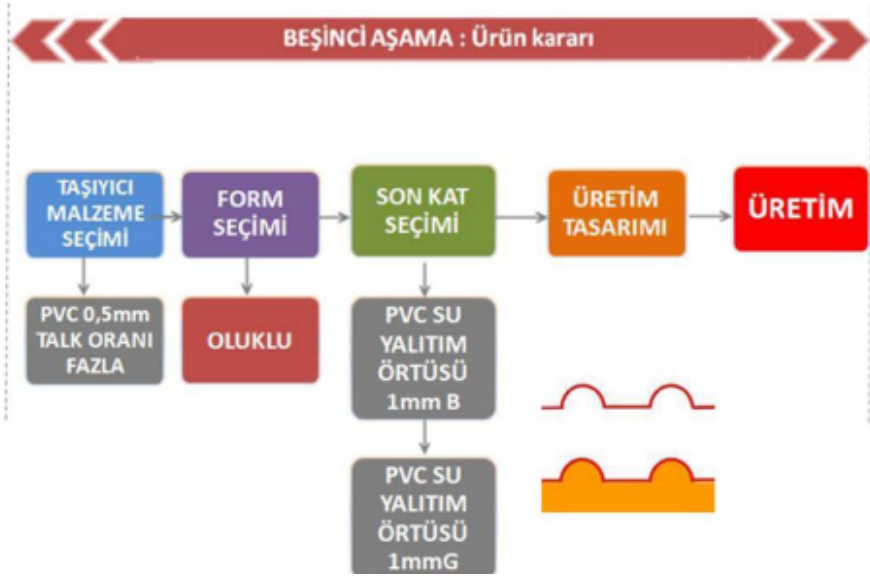 BEŞİNCİ AŞAMA : Ürün kararı
TAŞIYICI
MALZEME
SEÇİMİ
FORM
SEÇİMİ
SON KAT
SEÇİMİ
ÜRETİM
TASARIMI
ÜRETİM
PVC 0,5mm
TALK ORANI
FAZLA
OLUKLU
PVC SU
YALITIM
ÖRTÜSÜ
1mm B
PVC SU
YALITIM
ÖRTÜSÜ
1mmG